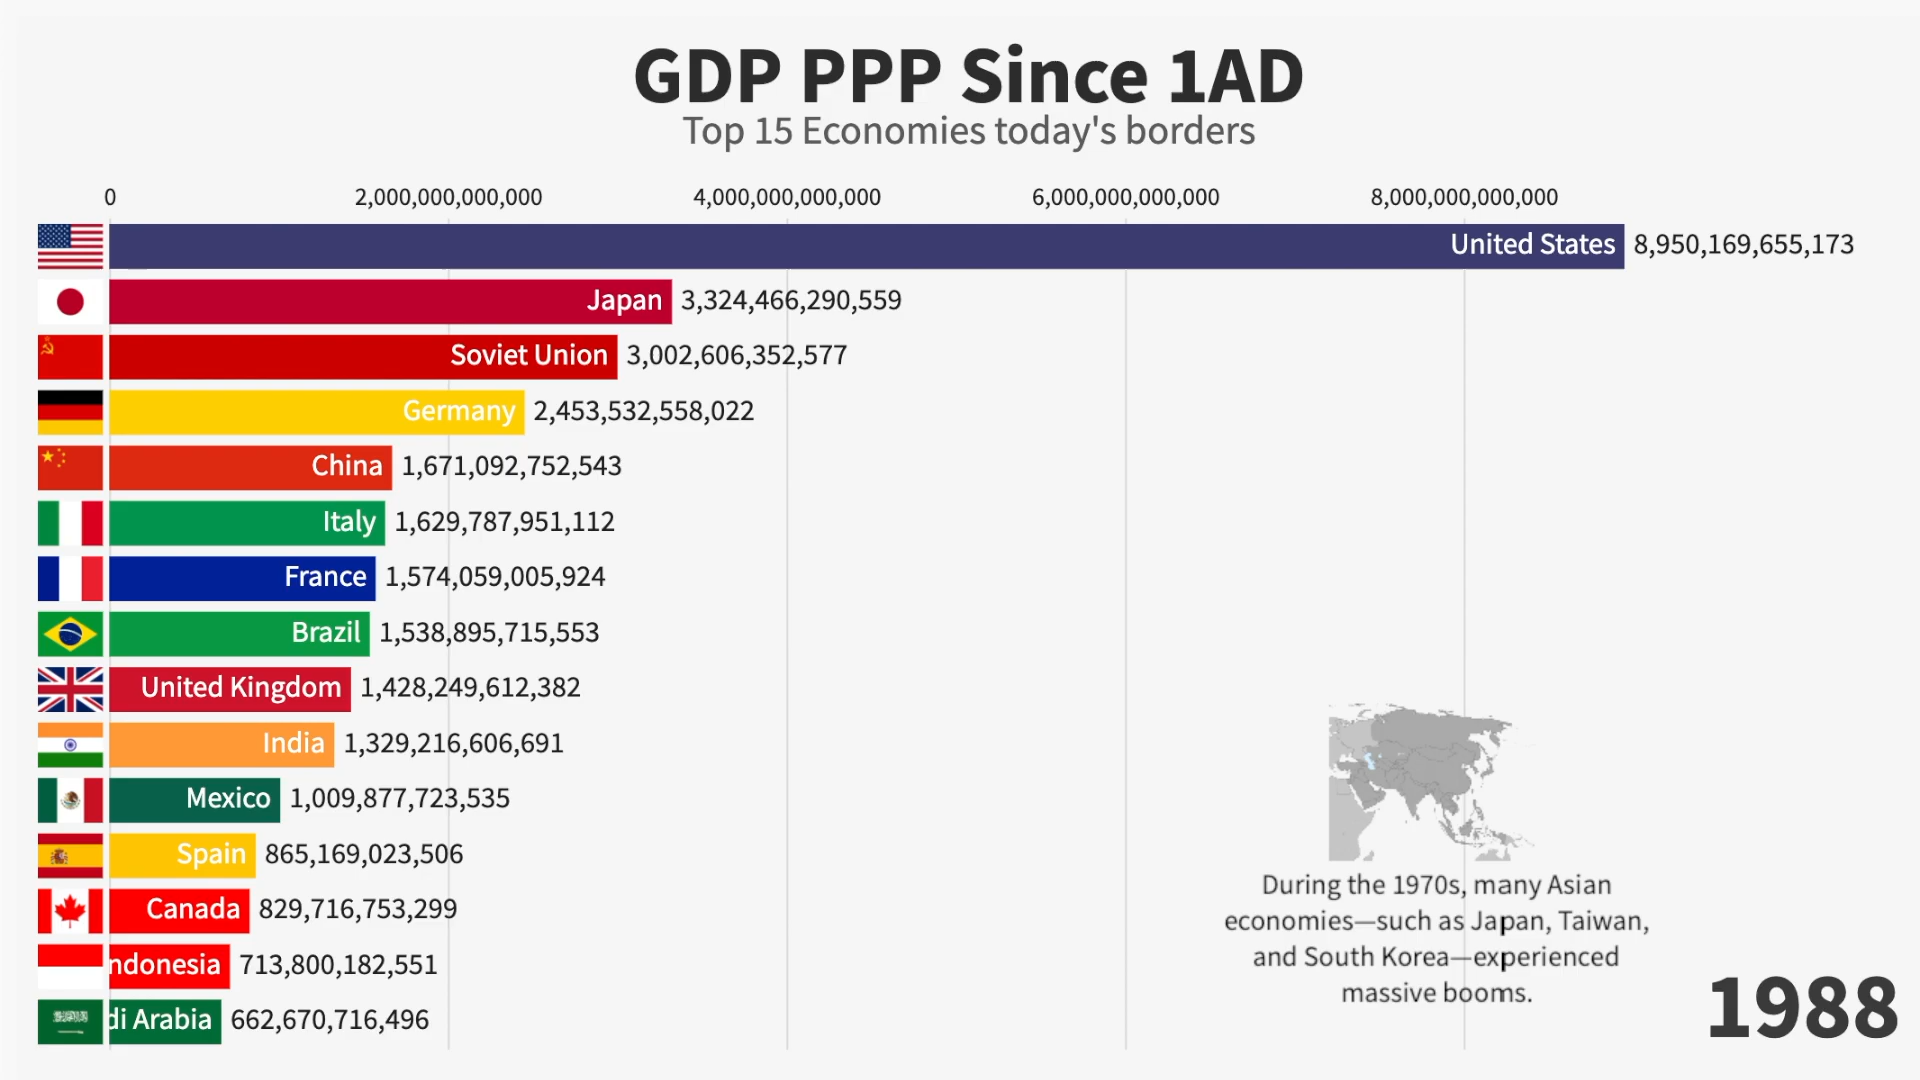 GDP PPP Since 1AD
Top 15 Economies today's borders
0 2,000,000,000,000 4,000,000,000,000 6,000,000,000,000 8,000,000,000,000
United States 8,950,169,655,173
Japan 3,324,466,290,559
Soviet Union 3,002,606,352,577
Germany 2,453,532,558,022
China 1,671,092,752,543
Italy 1,629,787,951,112
France 1,574,059,005,924
Brazil 1,538,895,715,553
United Kingdom 1,428,249,612,382
India 1,329,216,606,691
Mexico 1,009,877,723,535
Spain 865,169,023,506
Canada 829,716,753,299
ndonesia 713,800,182,551
di Arabia 662,670,716,496
During the 1970s, many Asian
economies—such as Japan, Taiwan,
and South Korea—experienced
massive booms.
1988